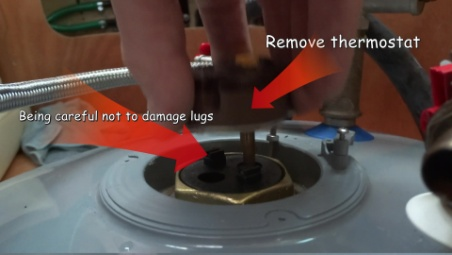 Remove thermostat
Being careful not to damage lugs